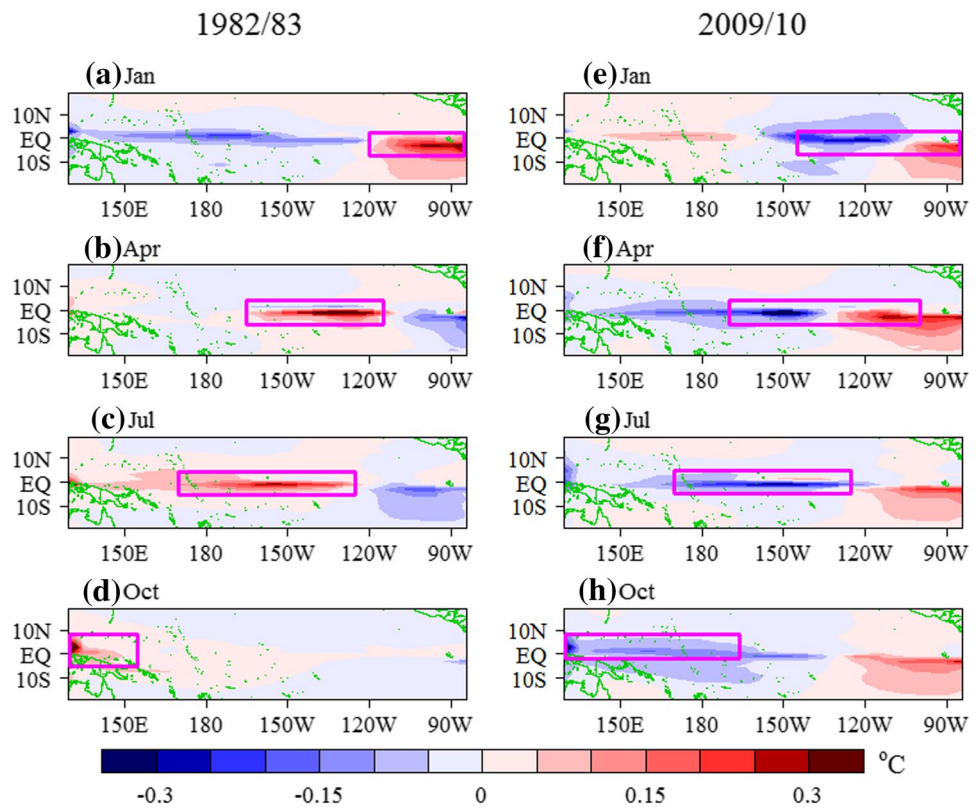 1982/83 2009/10
(a) Jan (e) Jan
10N 10N
EQ EQ
10S 10S
150E 180 150W 120W 90W 150E 180 150W 120W 90W
(b) Apr (f) Apr
10N 10N
EQ EQ
10S 10S
150E 180 150W 120W 90W 150E 180 150W 120W 90W
(c) Jul (g) Jul
10N 10N
EQ EQ
10S 10S
150E 180 150W 120W 90W 150E 180 150W 120W 90W
(d) Oct (h) Oct
10N 10N
EQ EQ
10S 10S
150E 180 150W 120W 90W 150E 180 150W 120W 90W
°C
-0.3 -0.15 0 0.15 0.3